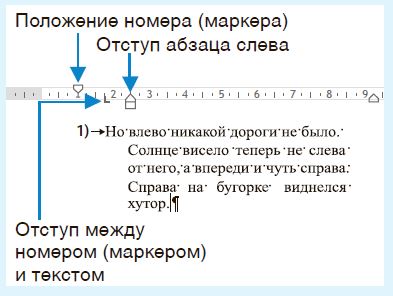 Положение номера (маркера)
Отступ абзаца слева
1 2 3 4 5 6 7 8 9
1)→Но·влево·никакой·дороги·не·было.·
Солнце·висело·теперь·не·слева·
от·него,·а·впереди·и·чуть·справа.·
Справа·на·бугорке·виднелся·
хутор.¶
Отступ между
номером (маркером)
и текстом